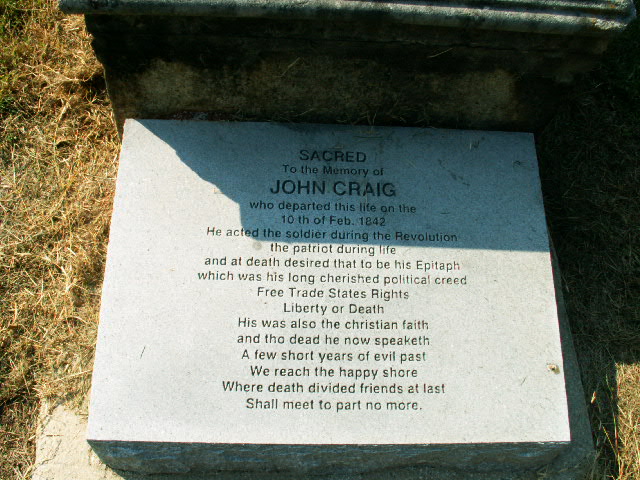 SACRED
To the Memory of
JOHN CRAIG
who departed this life on the
10 th of Feb. 1842
He acted the soldier during the Revolution
the patriot during life
and at death desired that to be his Epitaph
which was his long cherished political creed
Free Trade States Rights
Liberty or Death
His was also the christian faith
and tho dead he now speaketh
A few short years of evil past
We reach the happy shore
Where death divided friends at last
Shall meet to part no more.